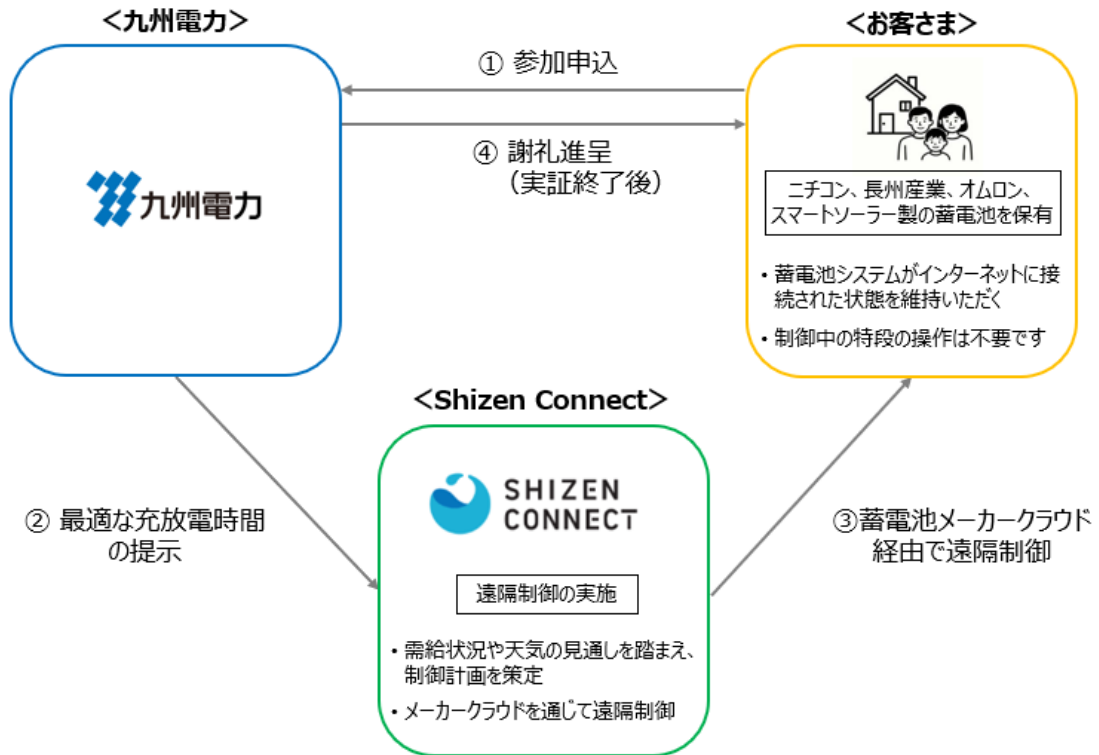 ＜九州電力＞
＜お客さま＞
① 参加申込
④ 謝礼進呈
（実証終了後）
九州電力
ニチコン、長州産業、オムロン、
スマートソーラー製の蓄電池を保有
・蓄電池システムがインターネットに接
続された状態を維持いただく
・制御中の特段の操作は不要です
＜Shizen Connect＞
SHIZEN
CONNECT
② 最適な充放電時間
の提示
③蓄電池メーカークラウド
経由で遠隔制御
遠隔制御の実施
・需給状況や天気の見通しを踏まえ、
制御計画を策定
・メーカークラウドを通じて遠隔制御